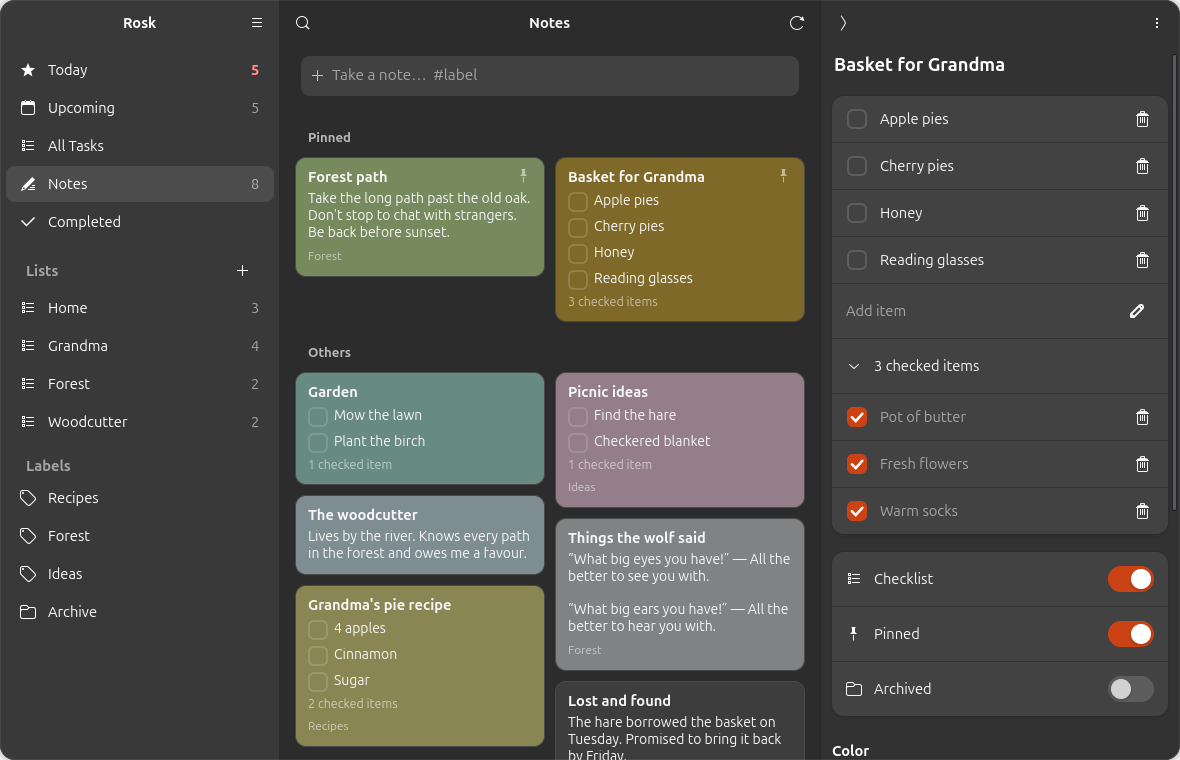 Rosk
Today 5
Upcoming 5
All Tasks
Notes 8
Completed
Lists
Home 3
Grandma 4
Forest 2
Woodcutter 2
Labels
Recipes
Forest
Ideas
Archive
Notes
Take a note… #label
Pinned
Forest path
Take the long path past the old oak.
Don't stop to chat with strangers.
Be back before sunset.
Forest
Basket for Grandma
Apple pies
Cherry pies
Honey
Reading glasses
3 checked items
Others
Garden
Mow the lawn
Plant the birch
1 checked item
The woodcutter
Lives by the river. Knows every path
in the forest and owes me a favour.
Grandma's pie recipe
4 apples
Cinnamon
Sugar
2 checked items
Recipes
Picnic ideas
Find the hare
Checkered blanket
1 checked item
Ideas
Things the wolf said
“What big eyes you have!” — All the
better to see you with.
“What big ears you have!” — All the
better to hear you with.
Forest
Lost and found
The hare borrowed the basket on
Tuesday. Promised to bring it back
by Friday.
Basket for Grandma
Apple pies
Cherry pies
Honey
Reading glasses
Add item
3 checked items
Pot of butter
Fresh flowers
Warm socks
Checklist
Pinned
Archived
Color